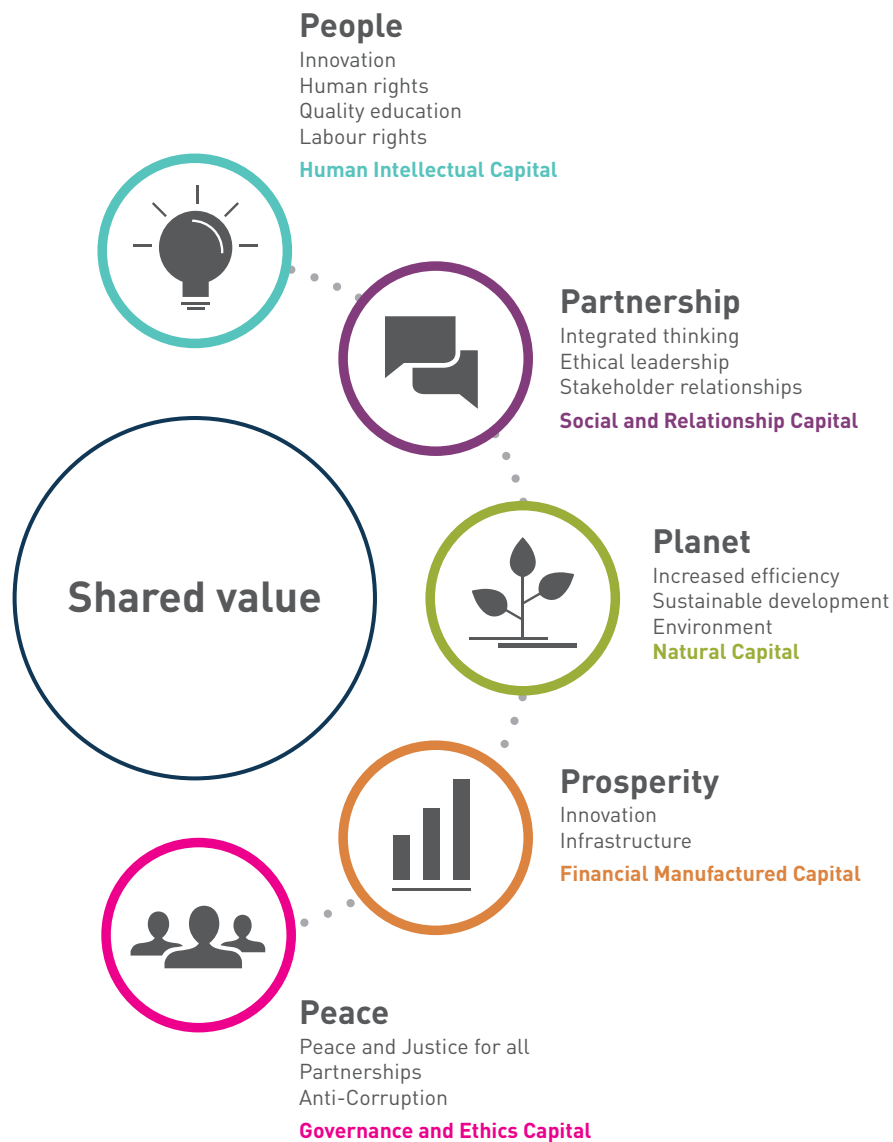 People
Innovation
Human rights
Quality education
Labour rights
Human Intellectual Capital
Partnership
Integrated thinking
Ethical leadership
Stakeholder relationships
Social and Relationship Capital
Shared value
Planet
Increased efficiency
Sustainable development
Environment
Natural Capital
Prosperity
Innovation
Infrastructure
Financial Manufactured Capital
Peace
Peace and Justice for all
Partnerships
Anti-Corruption
Governance and Ethics Capital